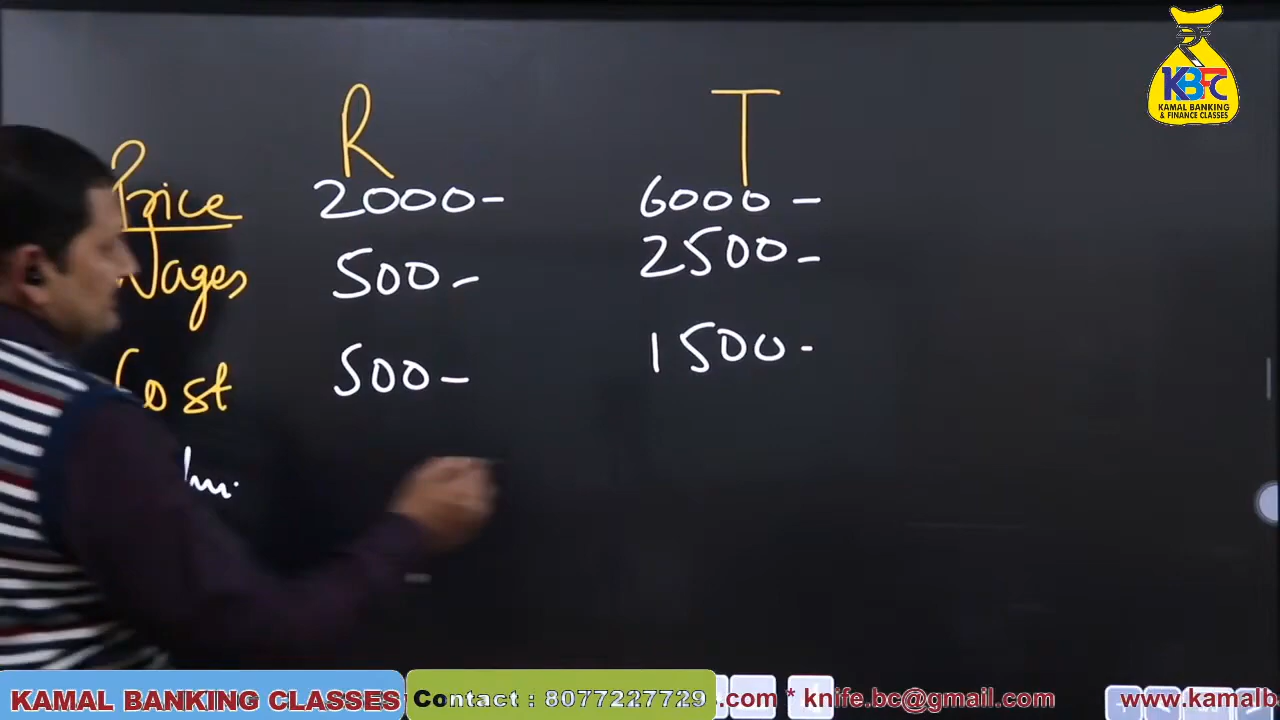 KBFC
KAMAL BANKING
& FINANCE CLASSES
R T
Price 2000- 6000-
Wages 500- 2500-
Cost 500- 1500-
KAMAL BANKING CLASSES Contact : 8077227729 s.com * knife.bc@gmail.com www.kamalb